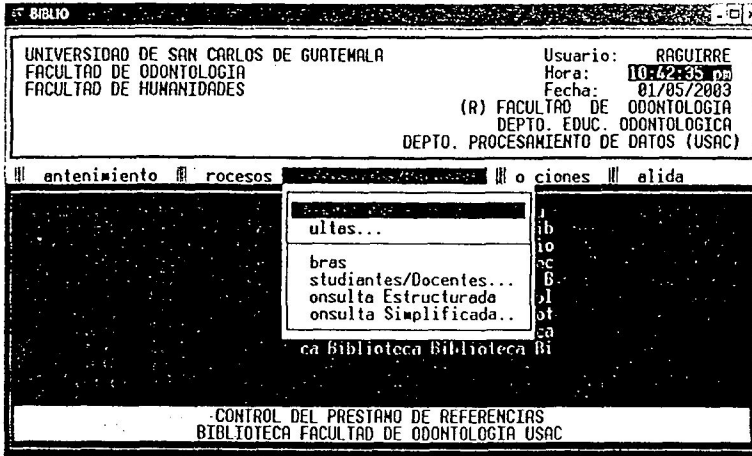 BIBLIO
UNIVERSIDAD DE SAN CARLOS DE GUATEMALA Usuario: RAGUIRRE
FACULTAD DE ODONTOLOGIA Hora: 10:42:35 pm
FACULTAD DE HUMANIDADES Fecha: 01/05/2003
(R) FACULTAD DE ODONTOLOGIA
DEPTO. EDUC. ODONTOLOGICA
DEPTO. PROCESAMIENTO DE DATOS (USAC)
antenimiento rocesos o ciones alida
ultas...
bras
studiantes/Docentes...
onsulta Estructurada
onsulta Simplificada..
ca Biblioteca Biblioteca Bi
CONTROL DEL PRESTAMO DE REFERENCIAS
BIBLIOTECA FACULTAD DE ODONTOLOGIA USAC